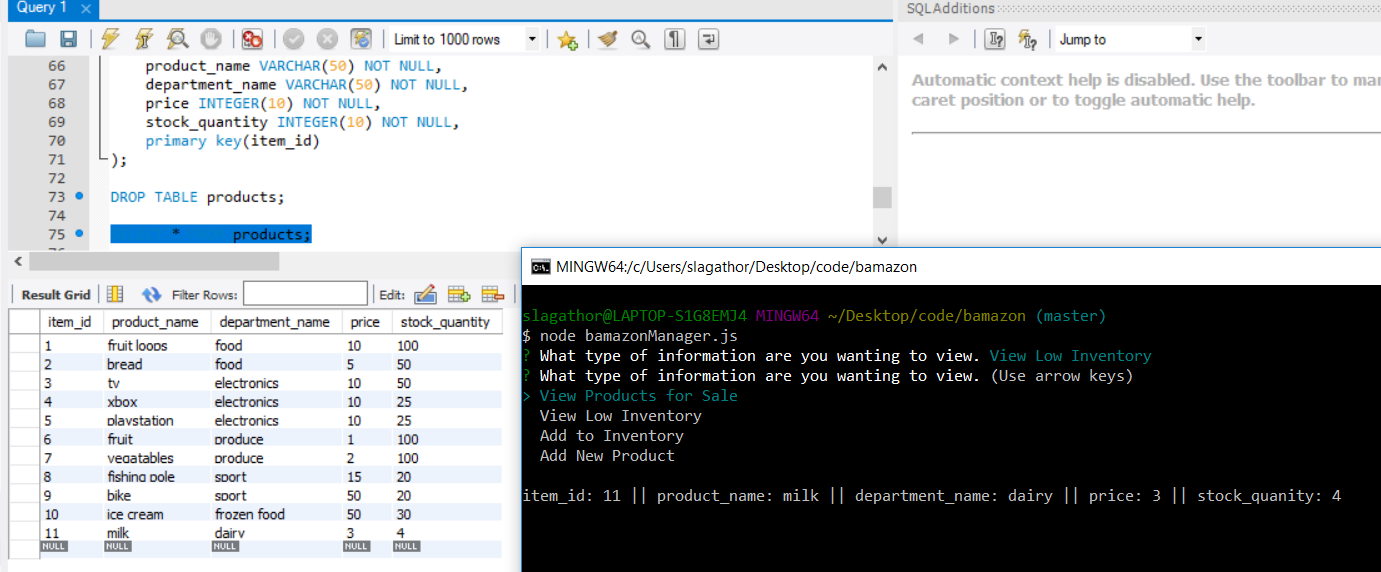 Query 1
SQLAdditions
Limit to 1000 rows
Jump to
66 product_name VARCHAR(50) NOT NULL,
67 department_name VARCHAR(50) NOT NULL,
68 price INTEGER(10) NOT NULL,
69 stock_quantity INTEGER(10) NOT NULL,
70 primary key(item_id)
71 );
72
73 DROP TABLE products;
74
75 * products;
Automatic context help is disabled. Use the toolbar to
caret position or to toggle automatic help.
Result Grid Filter Rows: Edit:
item_id product_name department_name price stock_quantity
1 fruit loops food 10 100
2 bread food 5 50
3 tv electronics 10 50
4 xbox electronics 10 25
5 playstation electronics 10 25
6 fruit produce 1 100
7 vegatables produce 2 100
8 fishing pole sport 15 20
9 bike sport 50 20
10 ice cream frozen food 50 30
11 milk dairy 3 4
NULL NULL NULL NULL NULL
MINGW64:/c/Users/slagathor/Desktop/code/bamazon
slagathor@LAPTOP-S1G8EMJ4 MINGW64 ~/Desktop/code/bamazon (master)
$ node bamazonManager.js
? What type of information are you wanting to view. View Low Inventory
? What type of information are you wanting to view. (Use arrow keys)
> View Products for Sale
View Low Inventory
Add to Inventory
Add New Product
item_id: 11 || product_name: milk || department_name: dairy || price: 3 || stock_quanity: 4